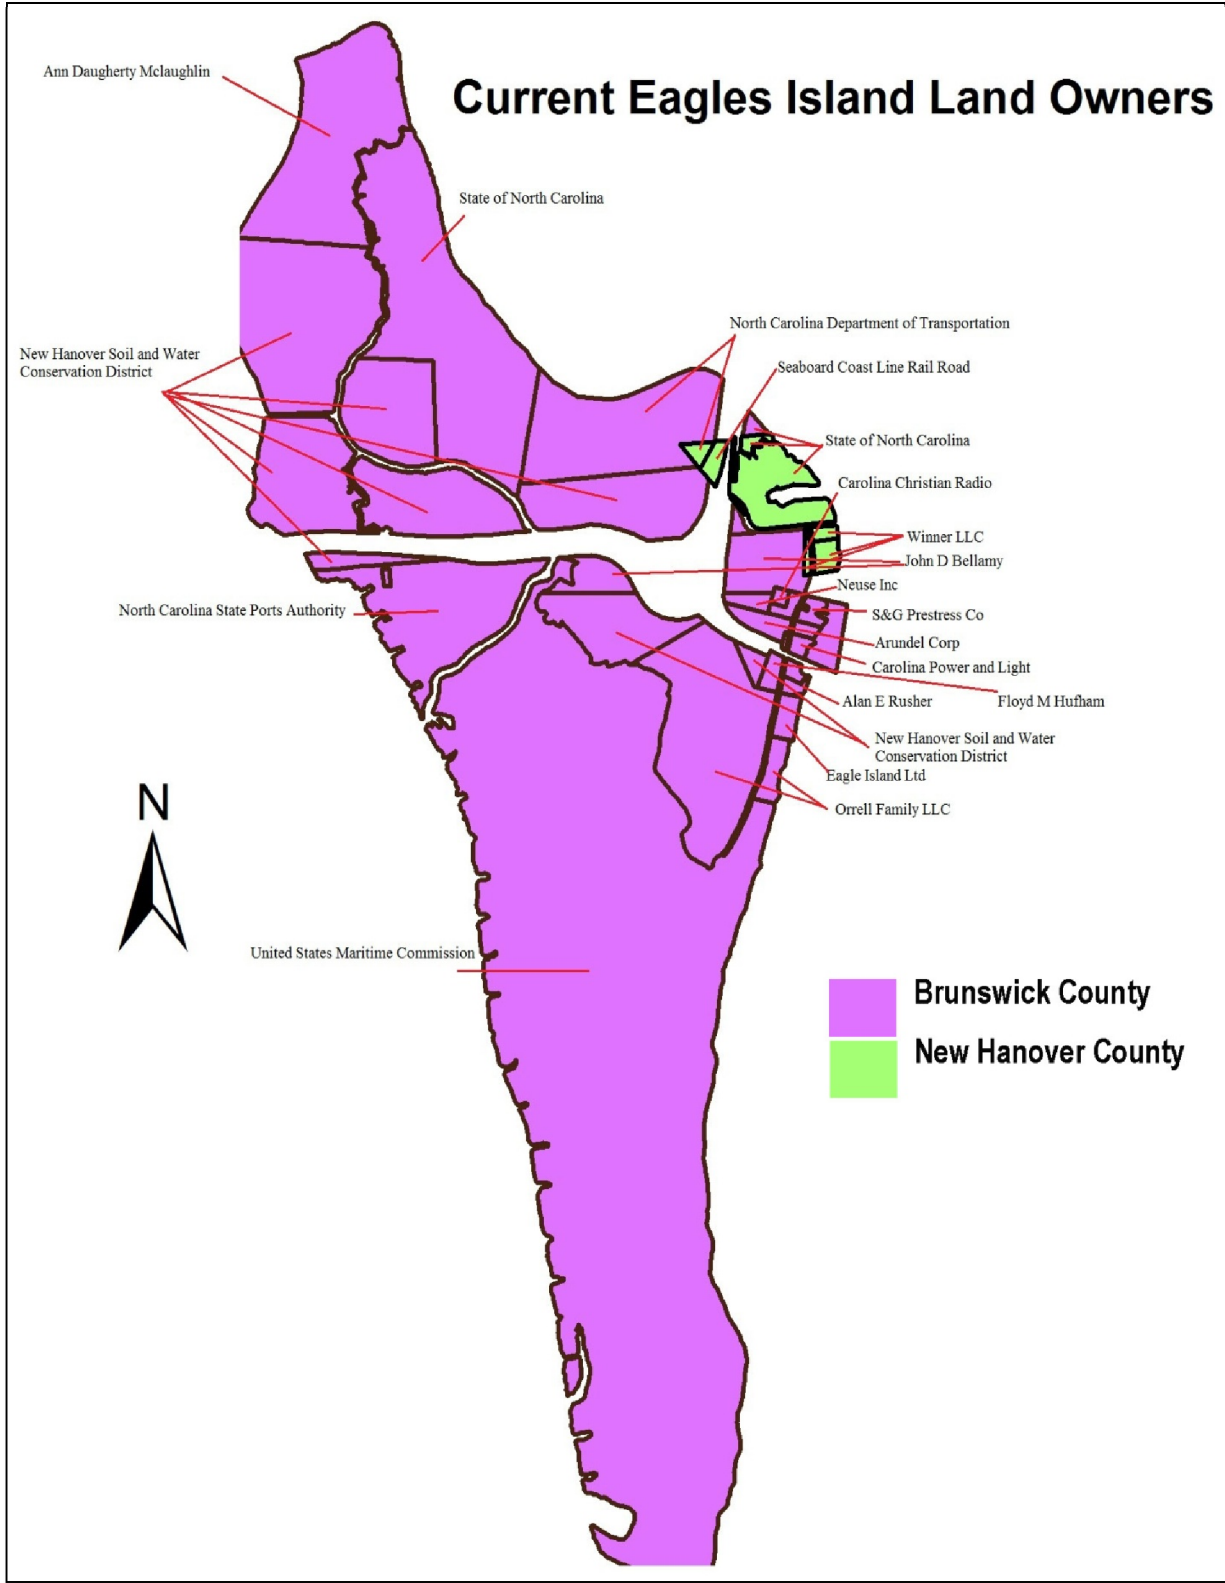 Current Eagles Island Land Owners
Ann Daugherty Mclaughlin
State of North Carolina
North Carolina Department of Transportation
New Hanover Soil and Water
Conservation District
Seaboard Coast Line Rail Road
State of North Carolina
Carolina Christian Radio
Winner LLC
John D Bellamy
Neuse Inc
North Carolina State Ports Authority
S&G Prestress Co
Arundel Corp
Carolina Power and Light
Alan E Rusher
Floyd M Hufham
New Hanover Soil and Water
Conservation District
Eagle Island Ltd
Orrell Family LLC
N
United States Maritime Commission
Brunswick County
New Hanover County